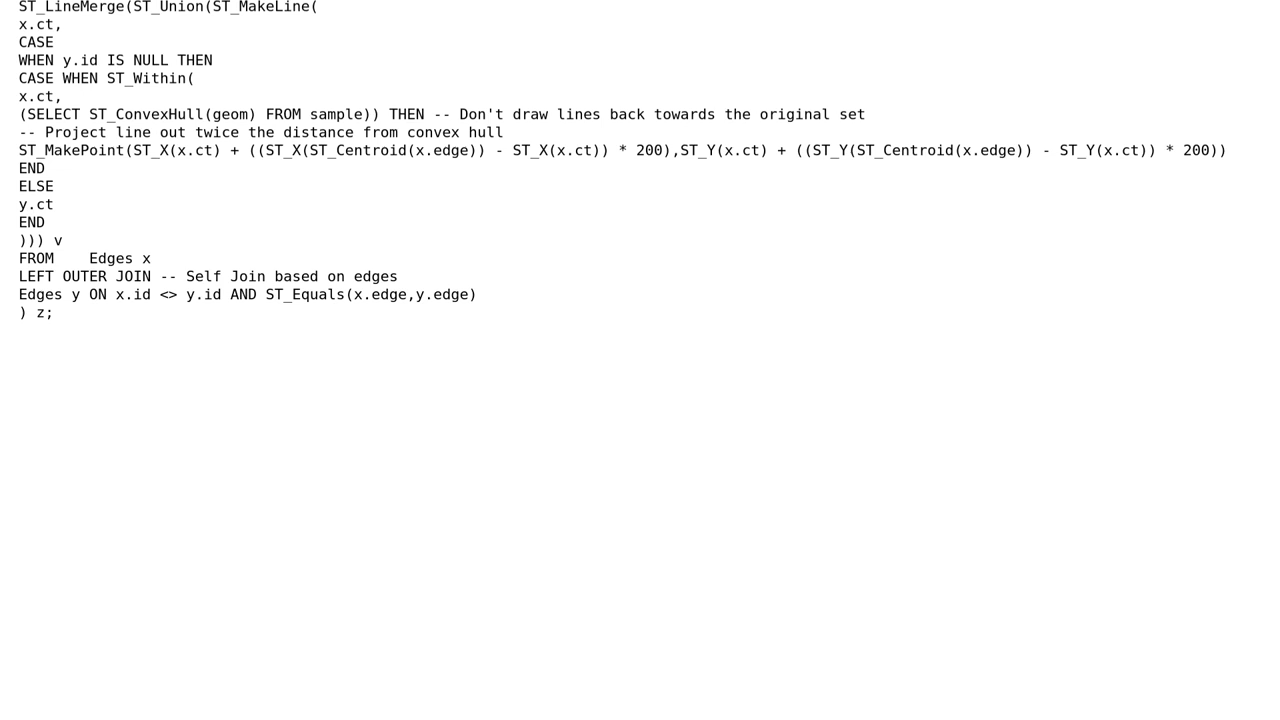 ST_LineMerge(ST_Union(ST_MakeLine(
x.ct,
CASE
WHEN y.id IS NULL THEN
CASE WHEN ST_Within(
x.ct,
(SELECT ST_ConvexHull(geom) FROM sample)) THEN -- Don't draw lines back towards the original set
-- Project line out twice the distance from convex hull
ST_MakePoint(ST_X(x.ct) + ((ST_X(ST_Centroid(x.edge)) - ST_X(x.ct)) * 200),ST_Y(x.ct) + ((ST_Y(ST_Centroid(x.edge)) - ST_Y(x.ct)) * 200))
END
ELSE
y.ct
END
))) v
FROM    Edges x
LEFT OUTER JOIN -- Self Join based on edges
Edges y ON x.id <> y.id AND ST_Equals(x.edge,y.edge)
) z;